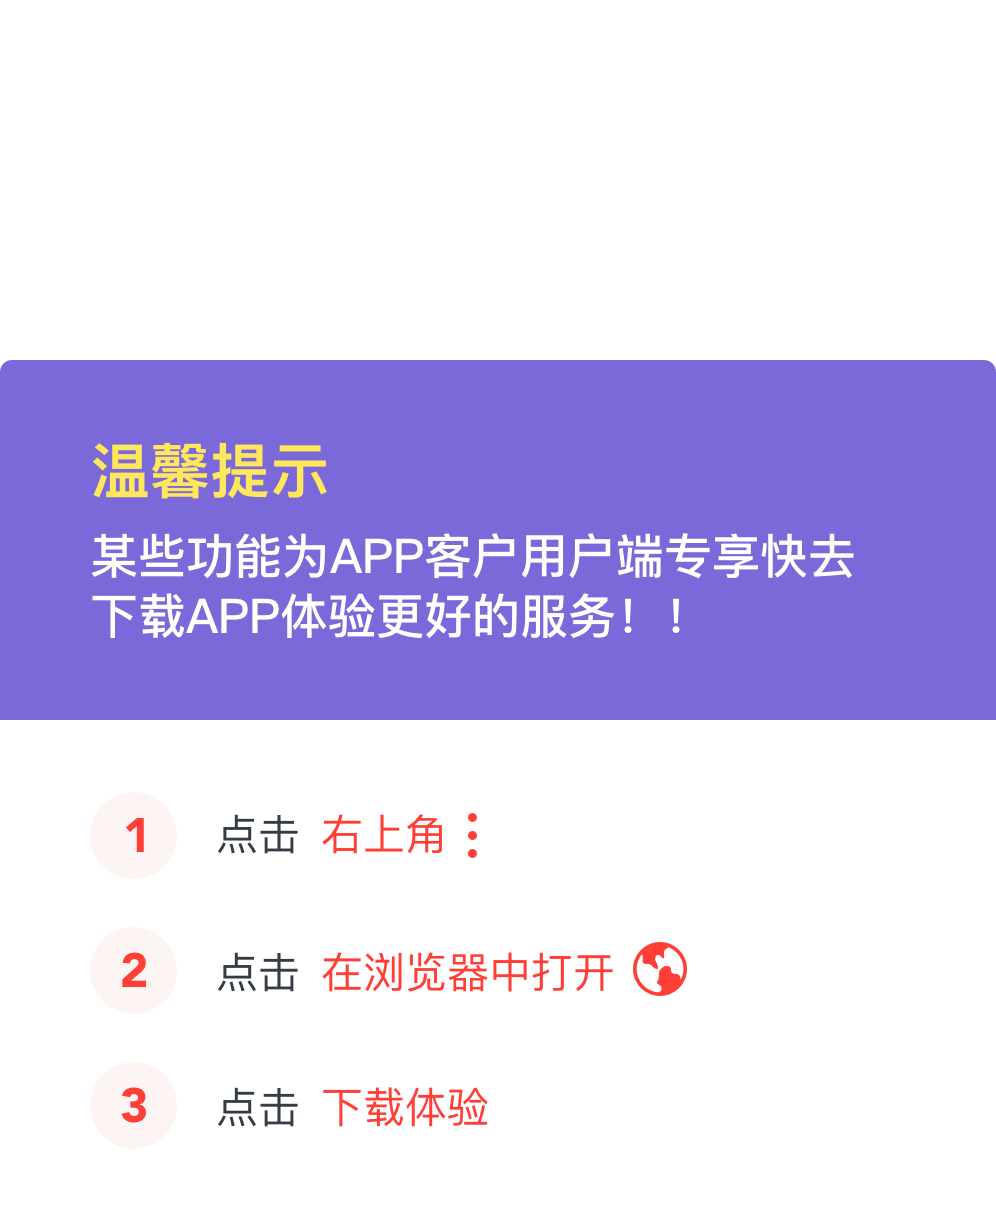 温馨提示
某些功能为APP客户用户端专享快去
下载APP体验更好的服务！！
1 点击 右上角
2 点击 在浏览器中打开
3 点击 下载体验